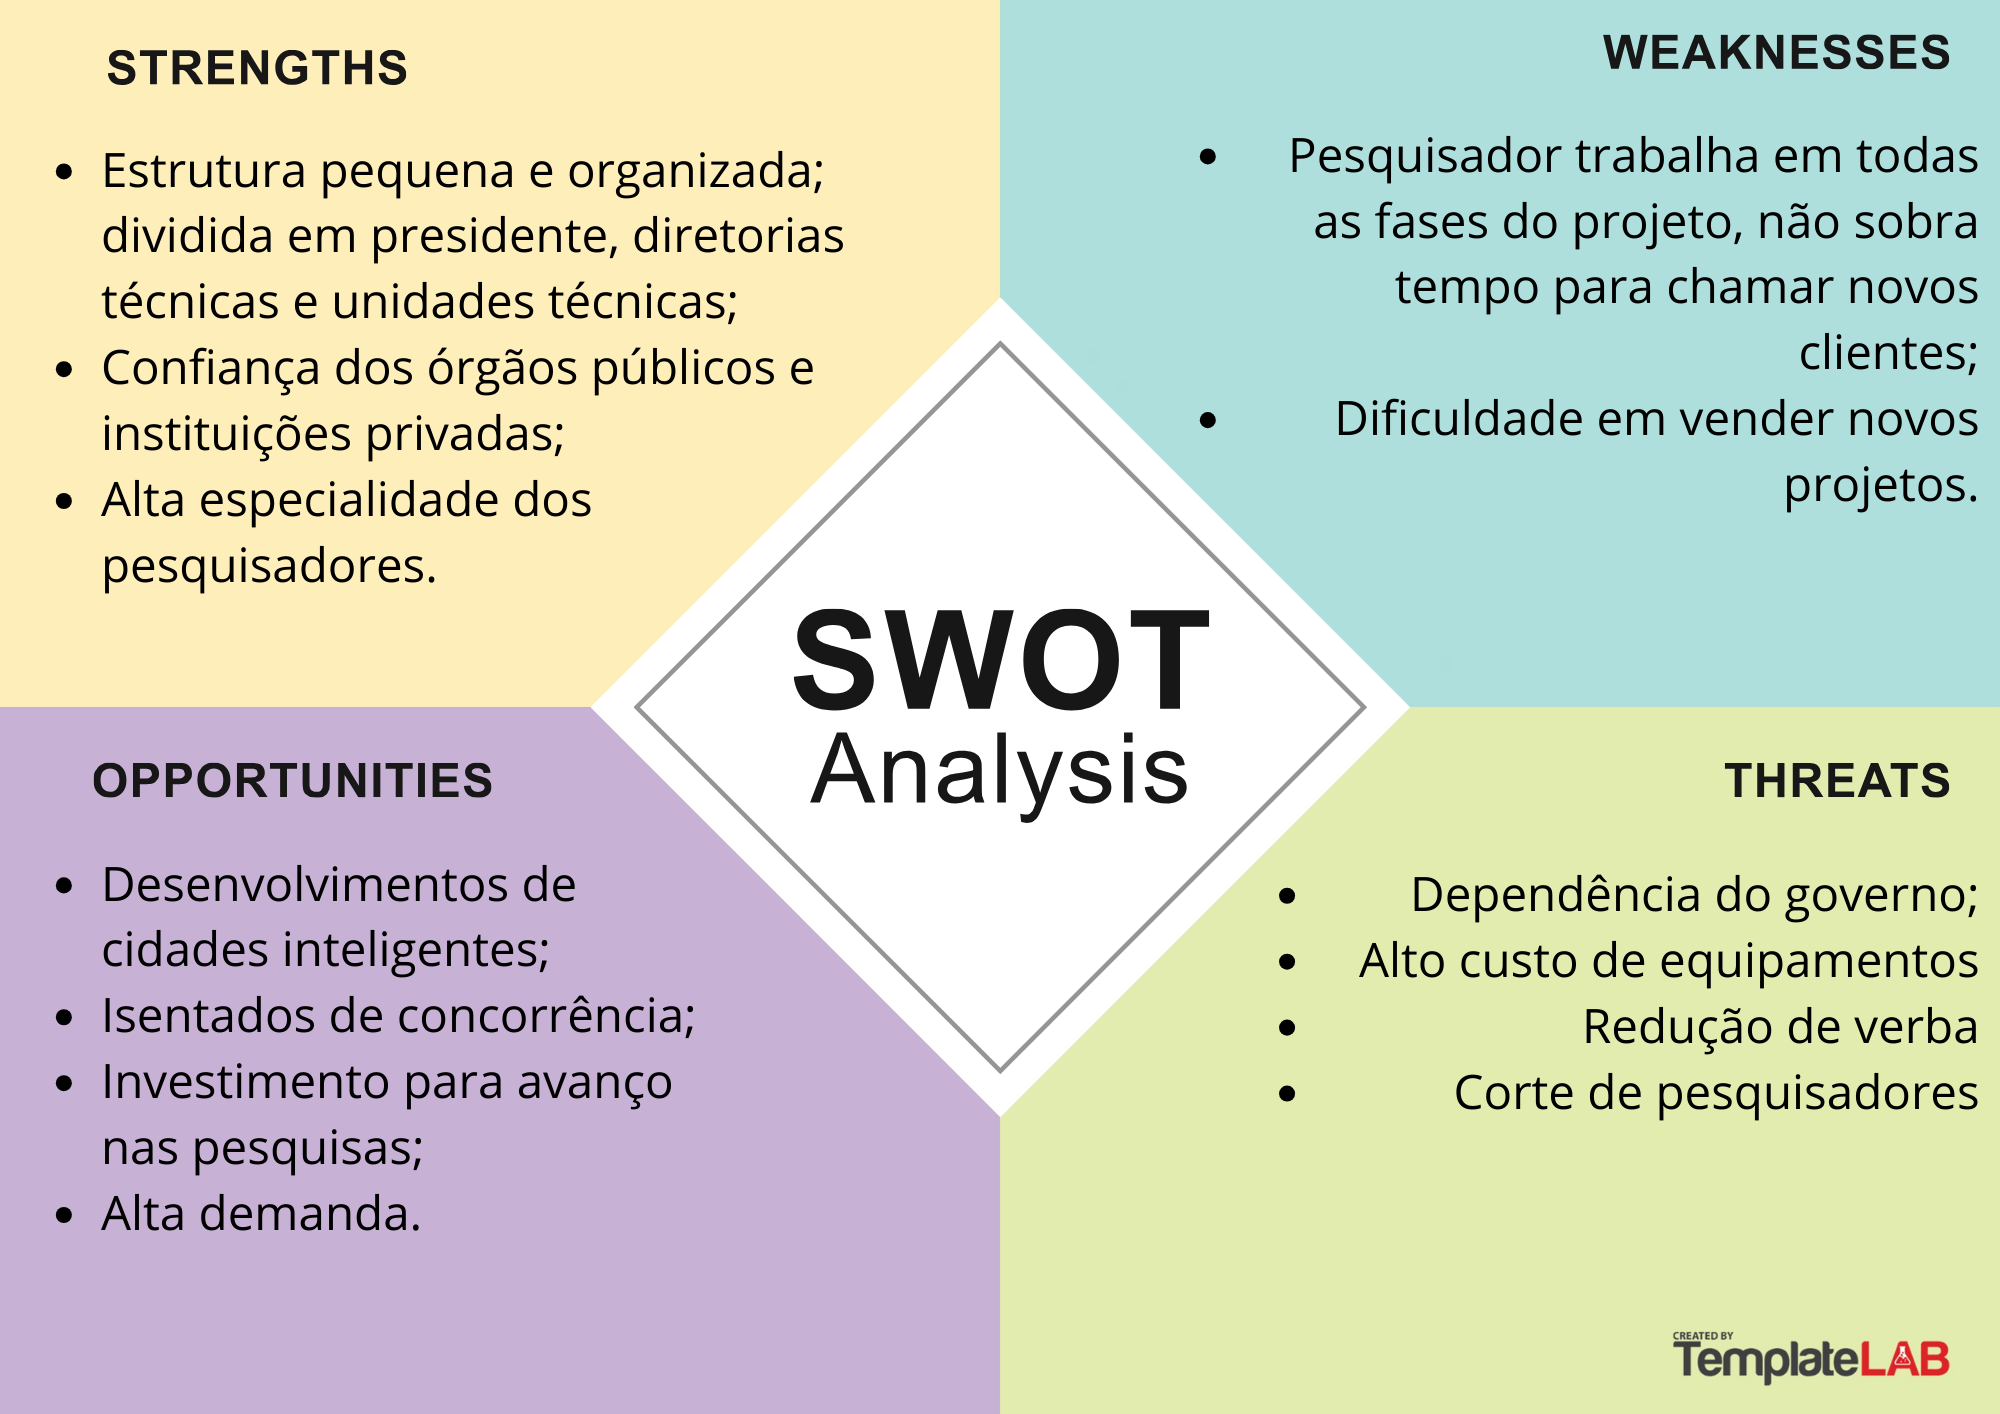 STRENGTHS
• Estrutura pequena e organizada;
dividida em presidente, diretorias
técnicas e unidades técnicas;
• Confiança dos órgãos públicos e
instituições privadas;
• Alta especialidade dos
pesquisadores.
WEAKNESSES
• Pesquisador trabalha em todas
as fases do projeto, não sobra
tempo para chamar novos
clientes;
• Dificuldade em vender novos
projetos.
SWOT
Analysis
OPPORTUNITIES
• Desenvolvimentos de
cidades inteligentes;
• Isentados de concorrência;
• Investimento para avanço
nas pesquisas;
• Alta demanda.
THREATS
• Dependência do governo;
• Alto custo de equipamentos
• Redução de verba
• Corte de pesquisadores
CREATED BY
TemplateLAB